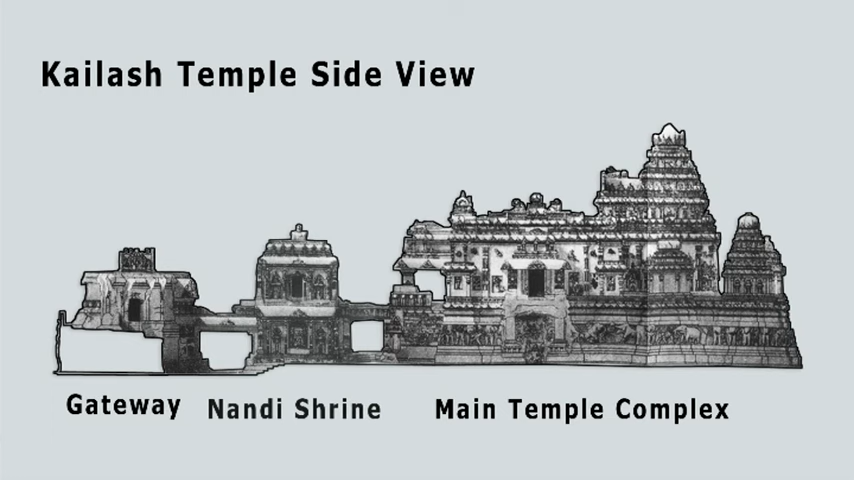 Kailash Temple Side View
Gateway
Nandi Shrine
Main Temple Complex